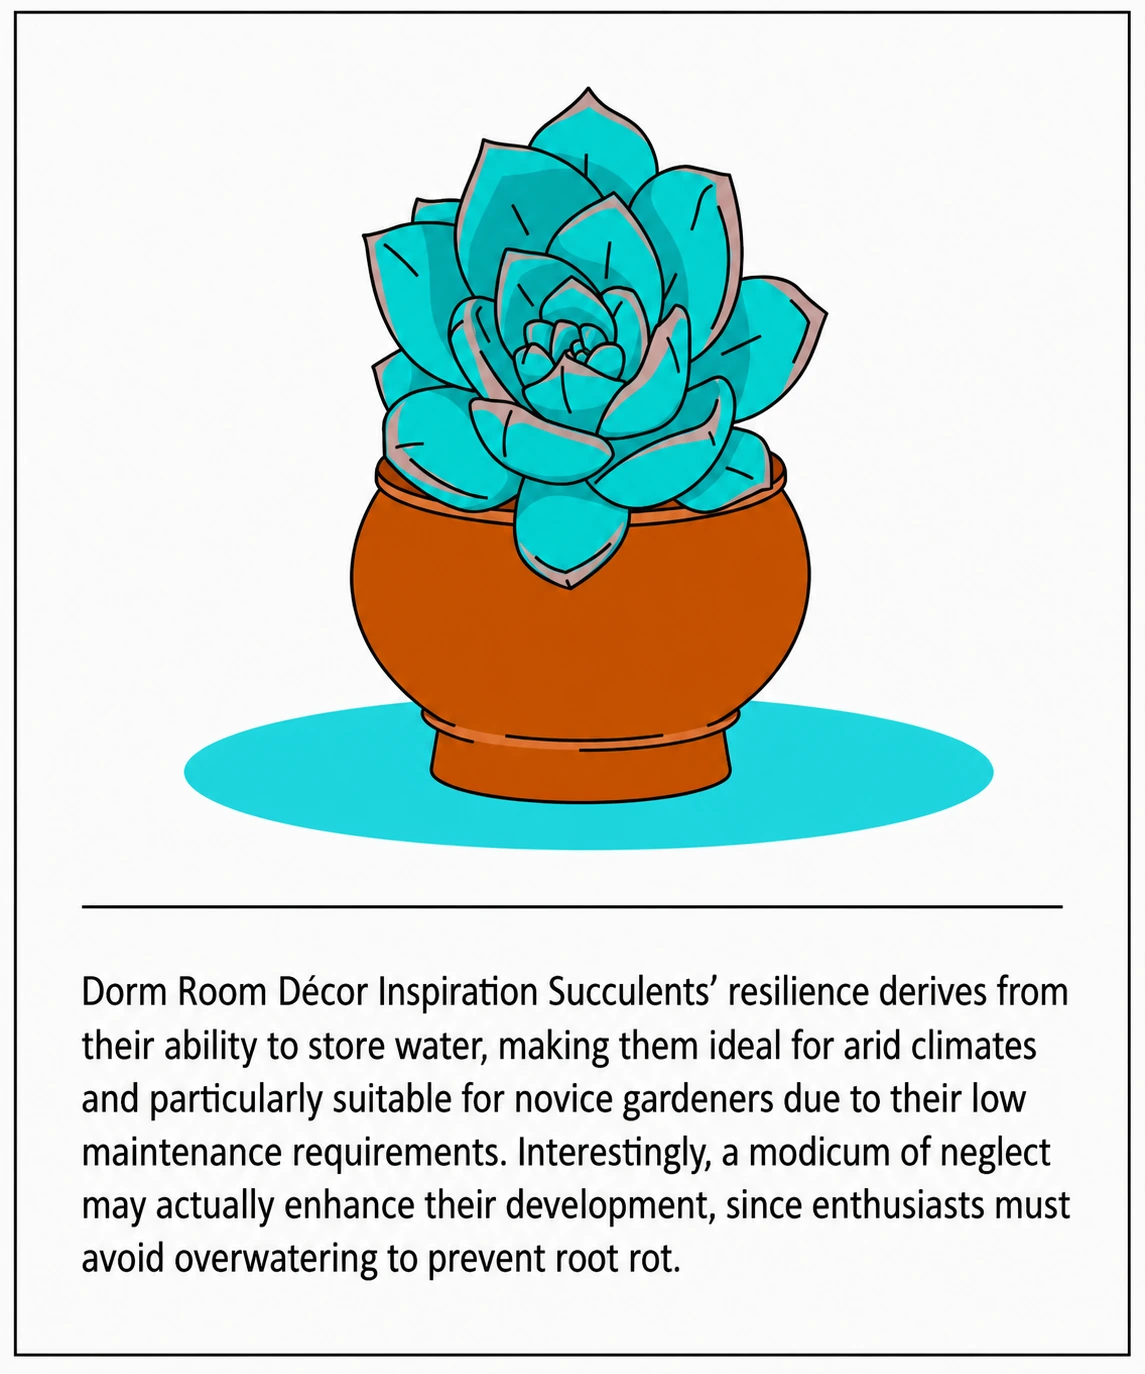 Dorm Room Décor Inspiration Succulents’ resilience derives from
their ability to store water, making them ideal for arid climates
and particularly suitable for novice gardeners due to their low
maintenance requirements. Interestingly, a modicum of neglect
may actually enhance their development, since enthusiasts must
avoid overwatering to prevent root rot.